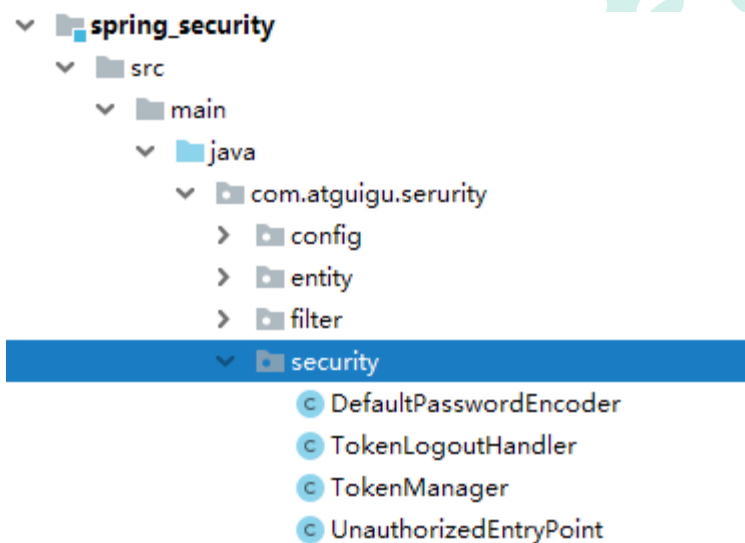 spring_security
src
main
java
com.atguigu.serurity
config
entity
filter
security
C DefaultPasswordEncoder
C TokenLogoutHandler
C TokenManager
C UnauthorizedEntryPoint